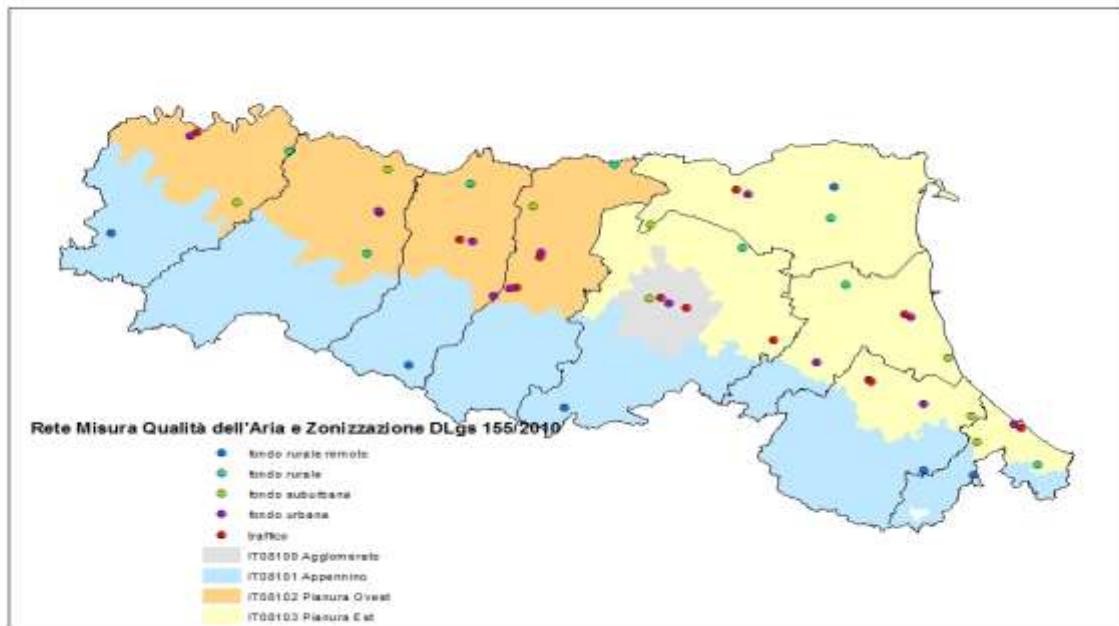 Rete Misura Qualità dell'Aria e Zonizzazione DLgs 155/2010
fondo rurale remoto
fondo rurale
fondo suburbana
fondo urbana
traffico
IT08100 Agglomerato
IT08101 Appennino
IT08102 Pianura Ovest
IT08103 Pianura Est